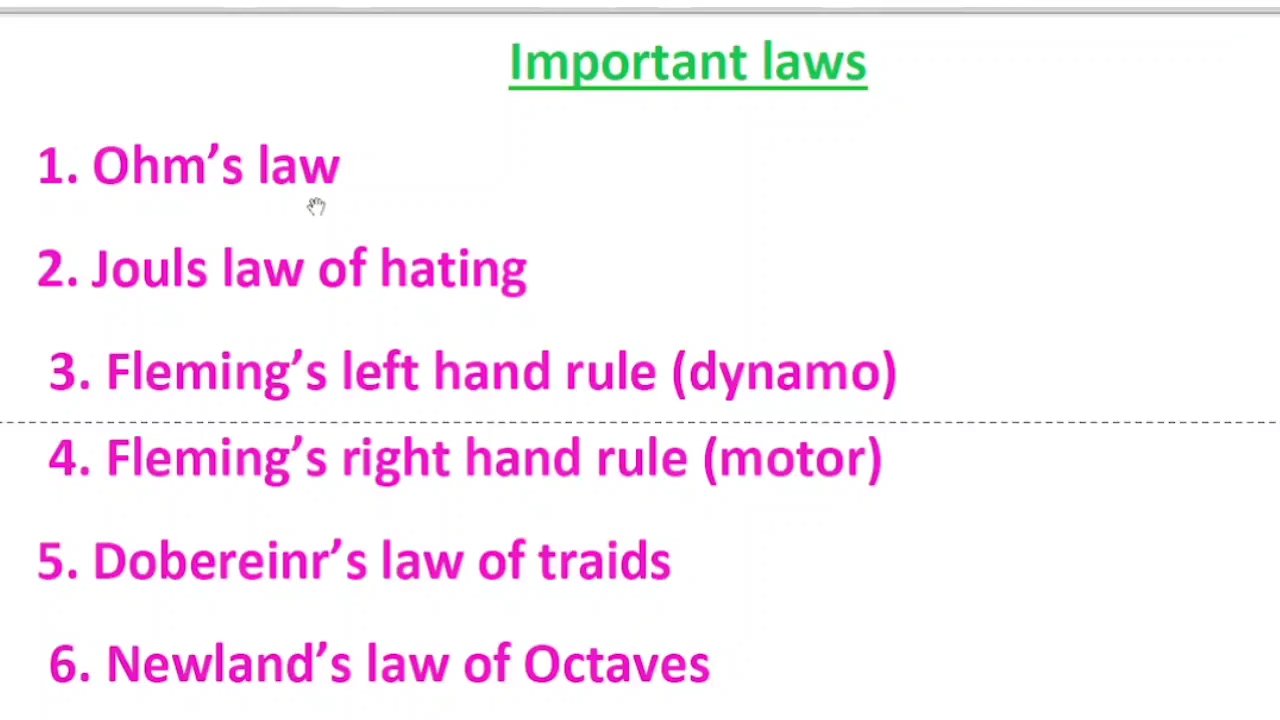 Important laws
1. Ohm’s law
2. Jouls law of hating
3. Fleming’s left hand rule (dynamo)
4. Fleming’s right hand rule (motor)
5. Dobereinr’s law of traids
6. Newland’s law of Octaves